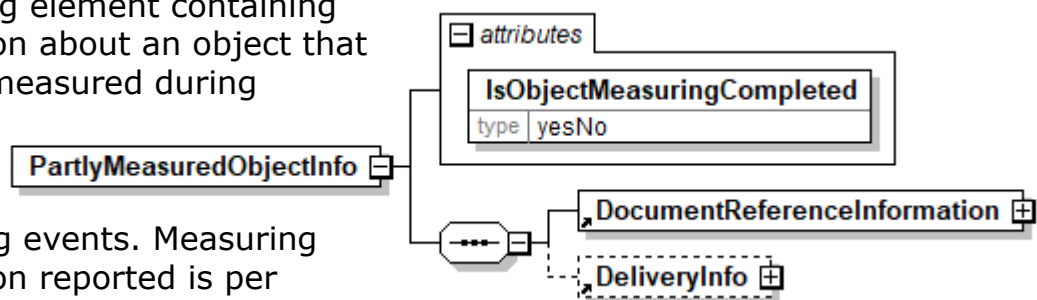 g element containing
on about an object that
measured during
attributes
IsObjectMeasuringCompleted
type yesNo
PartlyMeasuredObjectInfo
DocumentReferenceInformation
g events. Measuring
on reported is per
DeliveryInfo